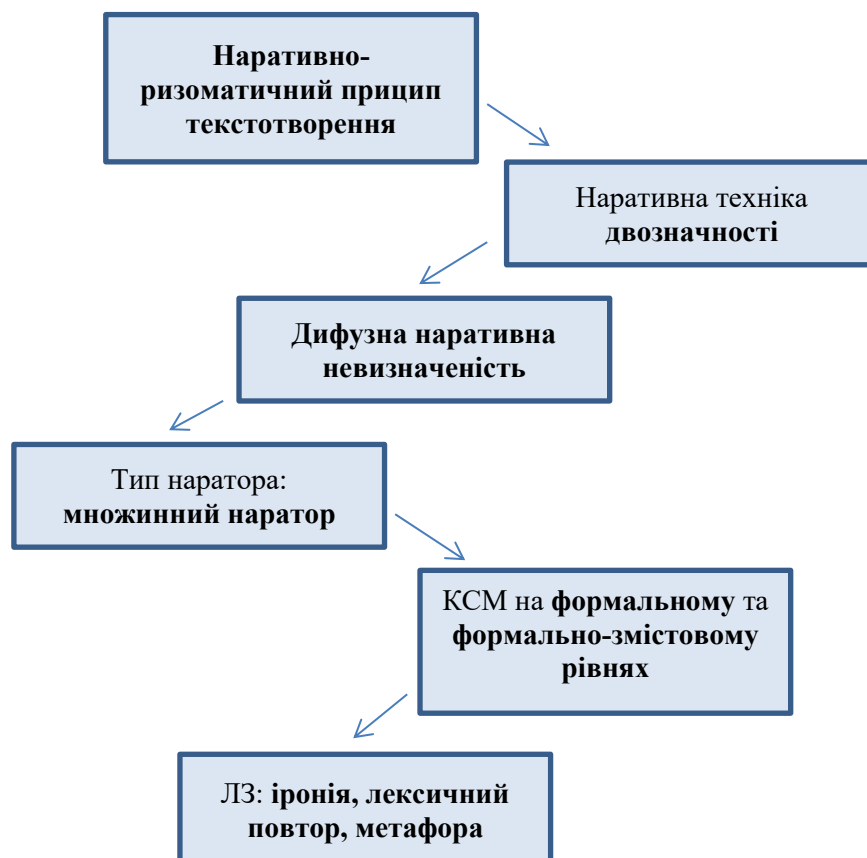 Наративно-
ризоматичний прицип
текстотворення
Наративна техніка
двозначності
Дифузна наративна
невизначеність
Тип наратора:
множинний наратор
КСМ на формальному та
формально-змістовому
рівнях
ЛЗ: іронія, лексичний
повтор, метафора